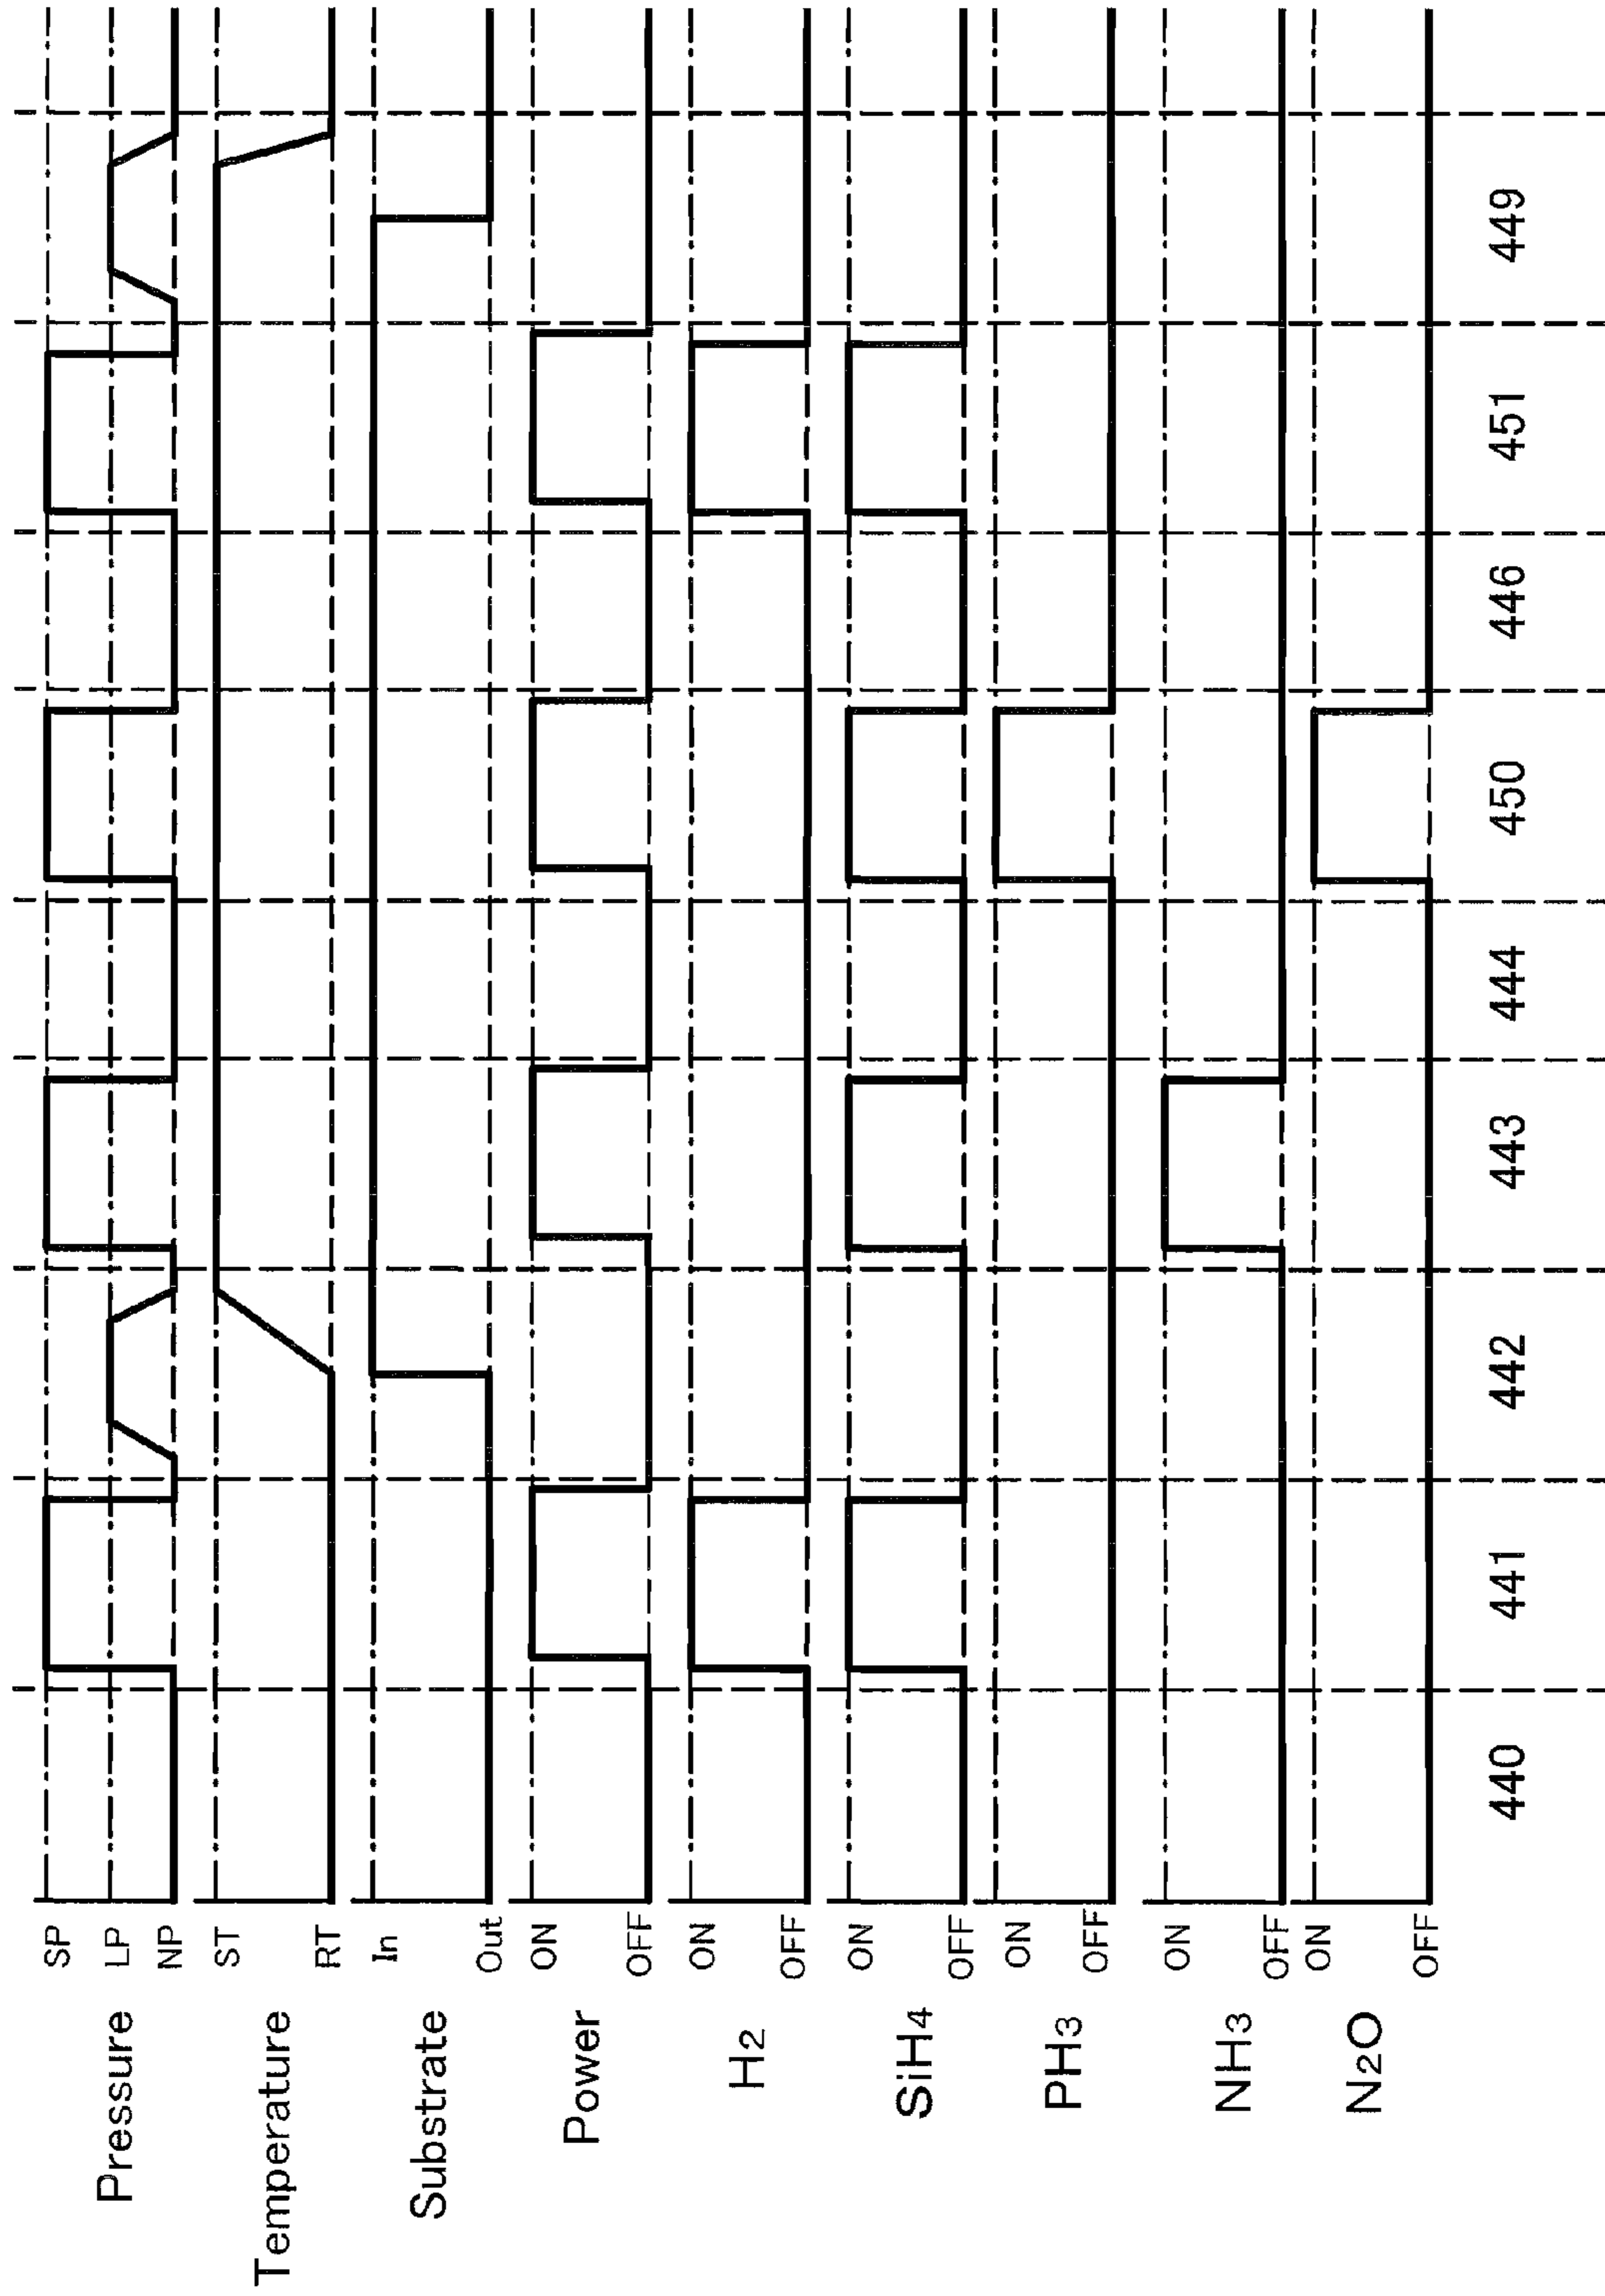 Pressure
SP
LP
NP
Temperature
ST
RT
Substrate
In
Out
Power
ON
OFF
H2
ON
OFF
SiH4
ON
OFF
PH3
ON
OFF
NH3
ON
OFF
N2O
ON
OFF
440 441 442 443 444 450 446 451 449